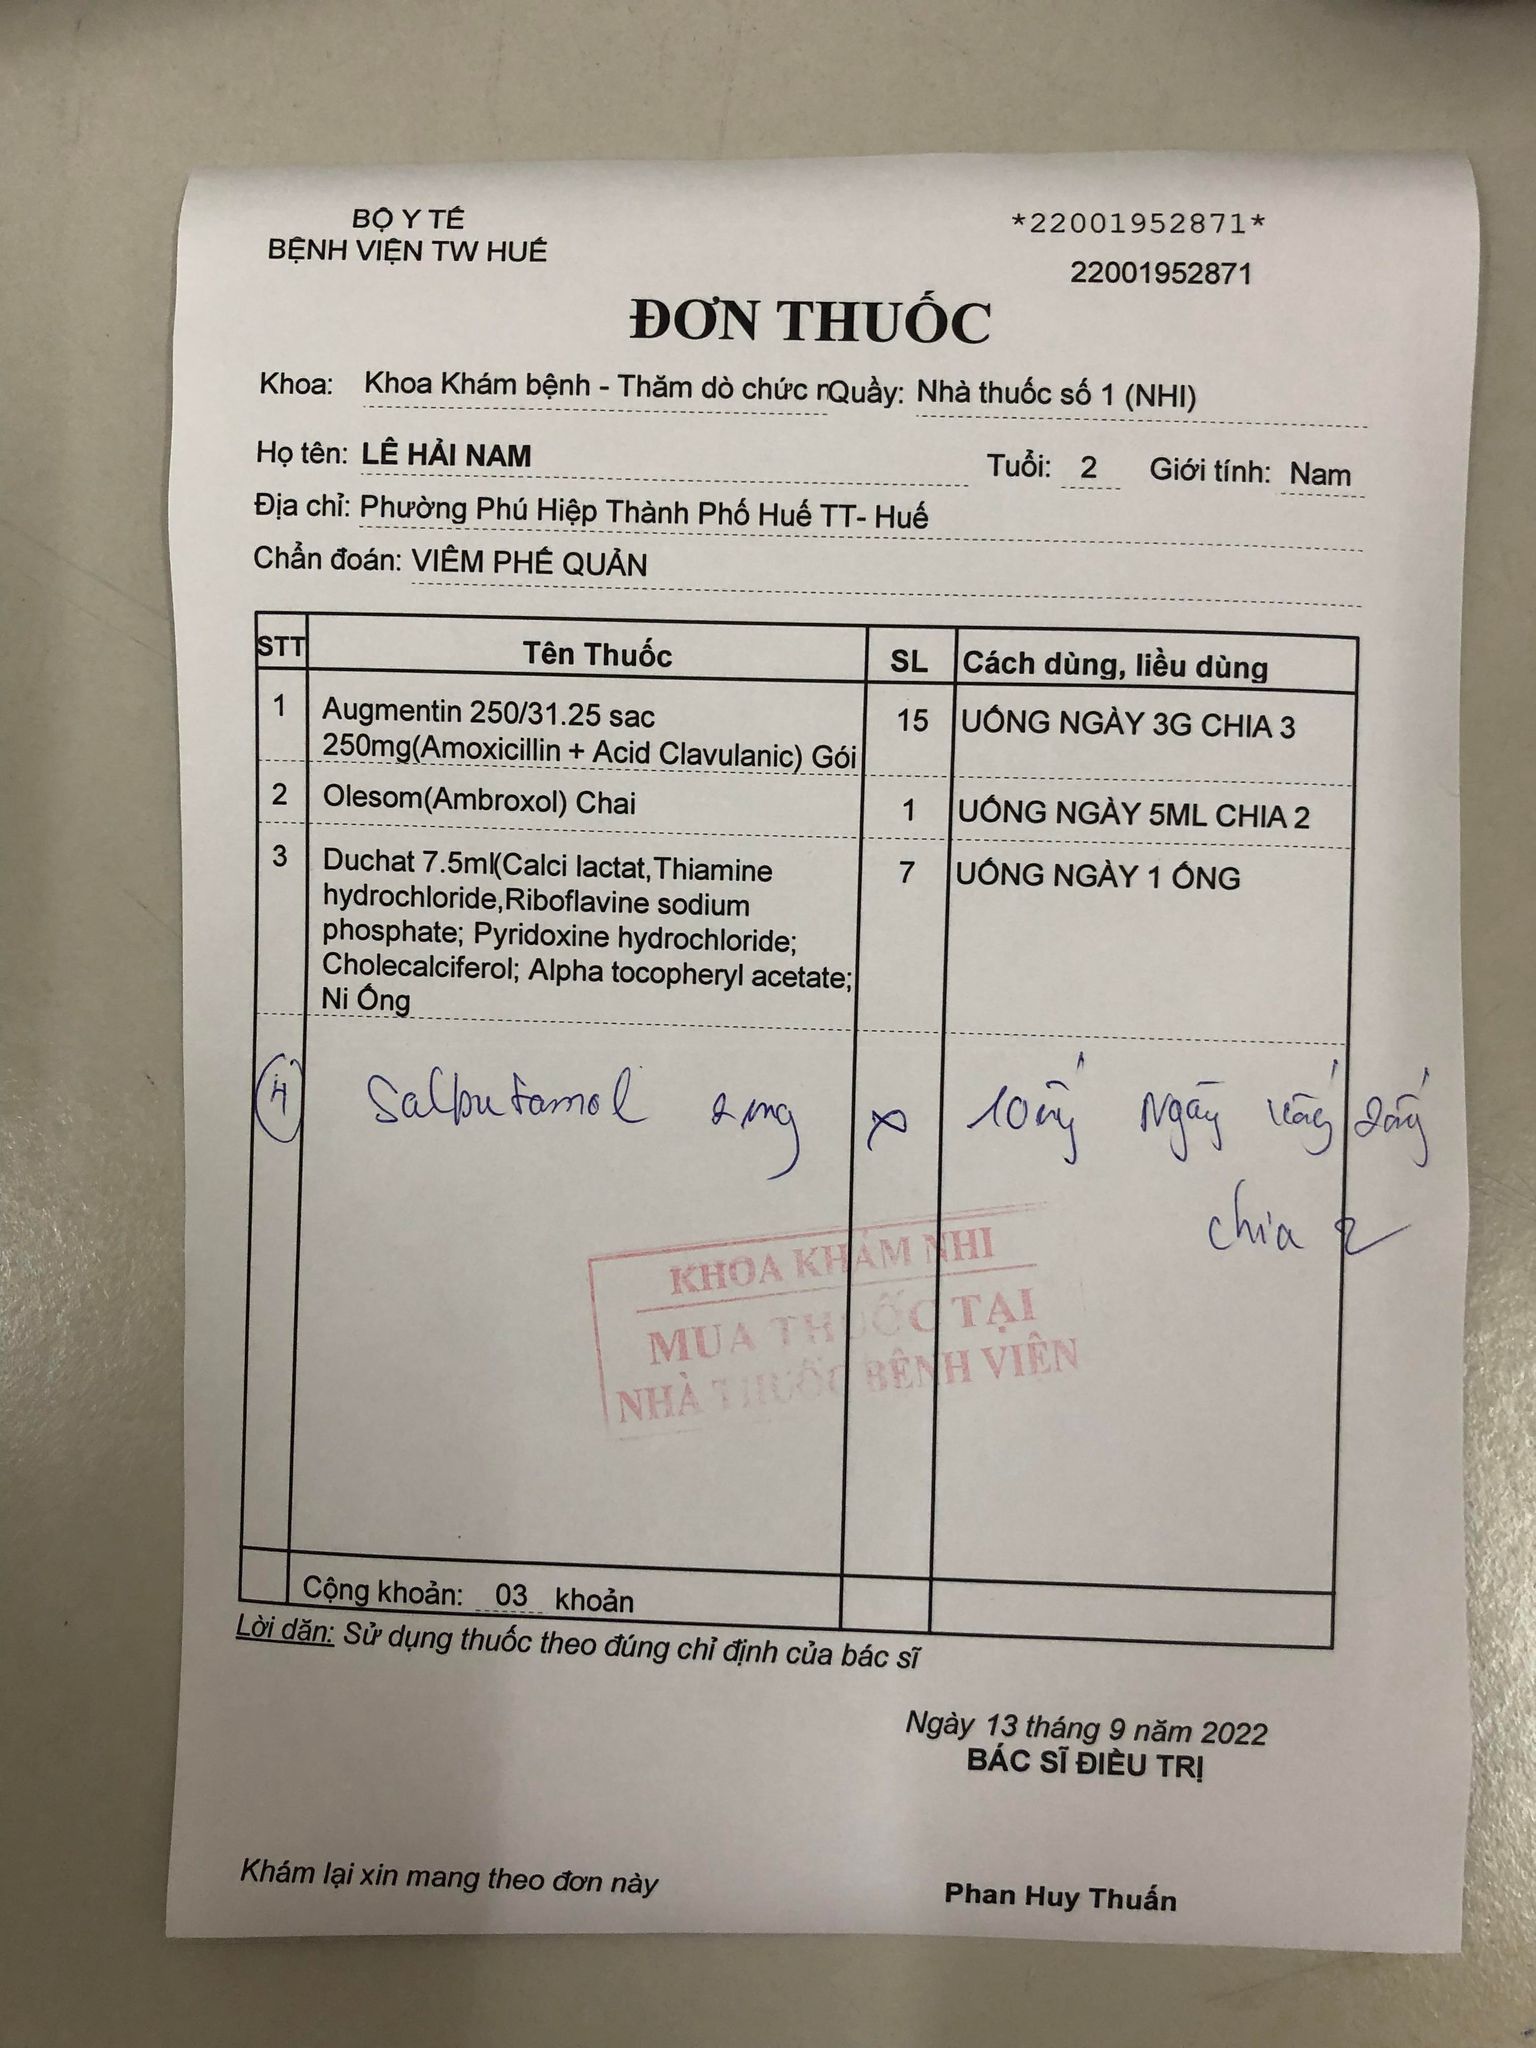 BỘ Y TẾ
BỆNH VIỆN TW HUẾ
*22001952871*
22001952871
ĐƠN THUỐC
Khoa: Khoa Khám bệnh - Thăm dò chức Quầy: Nhà thuốc số 1 (NHI)
Họ tên: LÊ HẢI NAM Tuổi: 2 Giới tính: Nam
Địa chỉ: Phường Phú Hiệp Thành Phố Huế TT- Huế
Chẩn đoán: VIÊM PHẾ QUẢN
STT Tên Thuốc SL Cách dùng, liều dùng
1 Augmentin 250/31.25 sac 15 UỐNG NGÀY 3G CHIA 3
250mg(Amoxicillin + Acid Clavulanic) Gói
2 Olesom(Ambroxol) Chai 1 UỐNG NGÀY 5ML CHIA 2
3 Duchat 7.5ml(Calci lactat,Thiamine 7 UỐNG NGÀY 1 ỐNG
hydrochloride,Riboflavine sodium
phosphate; Pyridoxine hydrochloride;
Cholecalciferol; Alpha tocopheryl acetate;
Ni Ống
4 Salbutamol 2mg x 10 Ngày uống 2
chia 2
KHOA KHÁM NHI
MUA THUỐC TẠI
NHÀ THUỐC BỆNH VIỆN
Cộng khoản: 03 khoản
Lời dăn: Sử dụng thuốc theo đúng chỉ định của bác sĩ
Ngày 13 tháng 9 năm 2022
BÁC SĨ ĐIỀU TRỊ
Khám lại xin mang theo đơn này
Phan Huy Thuấn